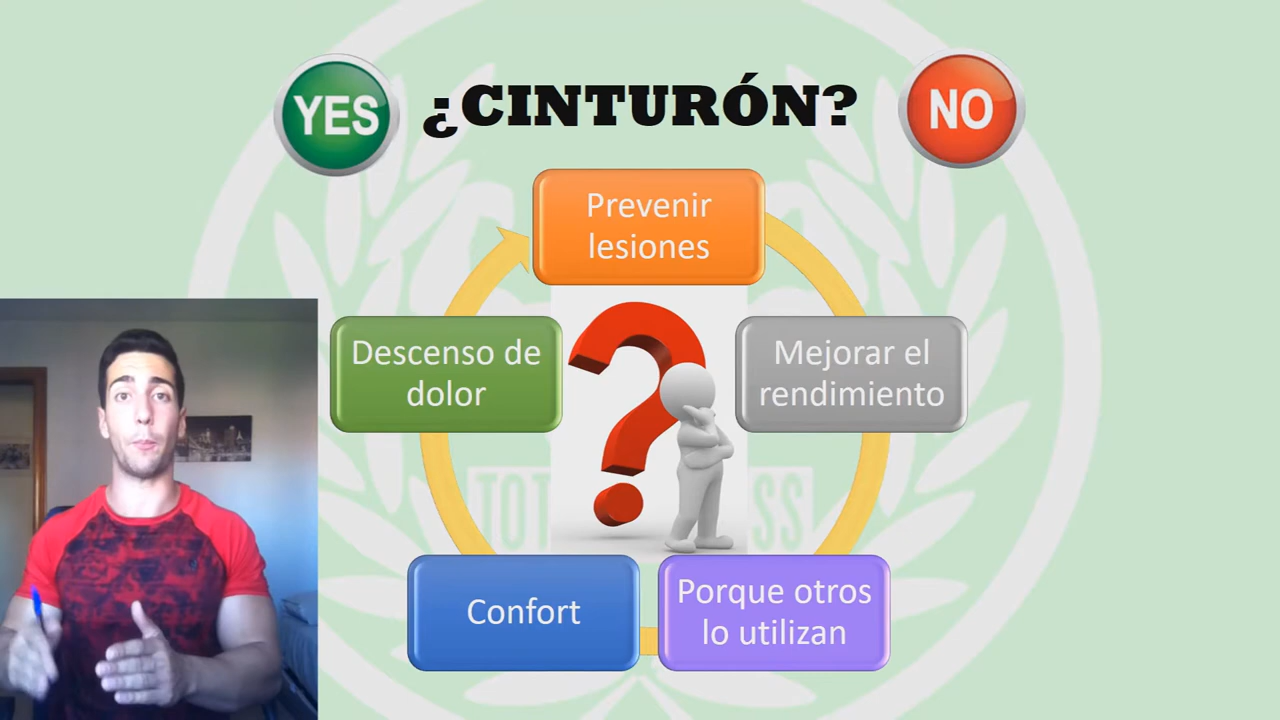 YES
¿CINTURÓN?
NO
Prevenir
lesiones
Descenso de
dolor
Mejorar el
rendimiento
Confort
Porque otros
lo utilizan